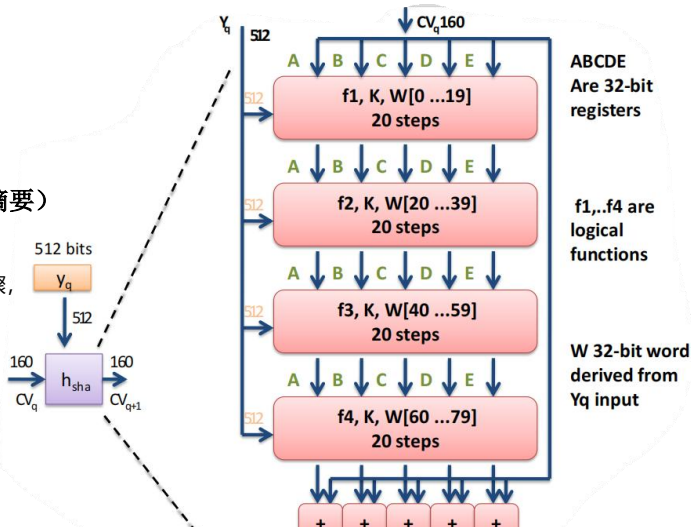 摘要）
骤,
512 bits
yq
512
160
160
hsha
CVq
CVq+1
Yq
512
CVq160
A B C D E
512
f1, K, W[0 ...19]
20 steps
A B C D E
512
f2, K, W[20 ...39]
20 steps
A B C D E
512
f3, K, W[40 ...59]
20 steps
A B C D E
512
f4, K, W[60 ...79]
20 steps
+ + + + +
ABCDE
Are 32-bit
registers
f1,..f4 are
logical
functions
W 32-bit word
derived from
Yq input